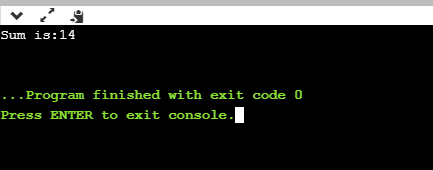 Sum is:14
...Program finished with exit code 0
Press ENTER to exit console.